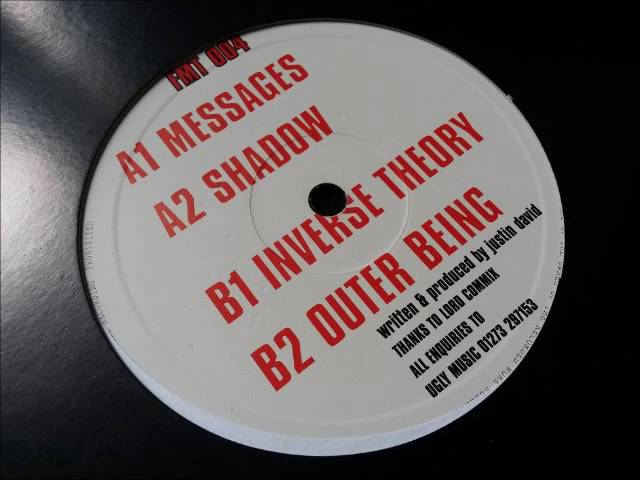 FMT 004
A1 MESSAGES
A2 SHADOW
B1 INVERSE THEORY
B2 OUTER BEING
written & produced by justin david
THANKS TO LORD COMMIX
ALL ENQUIRIES TO
UGLY MUSIC 01273 297153